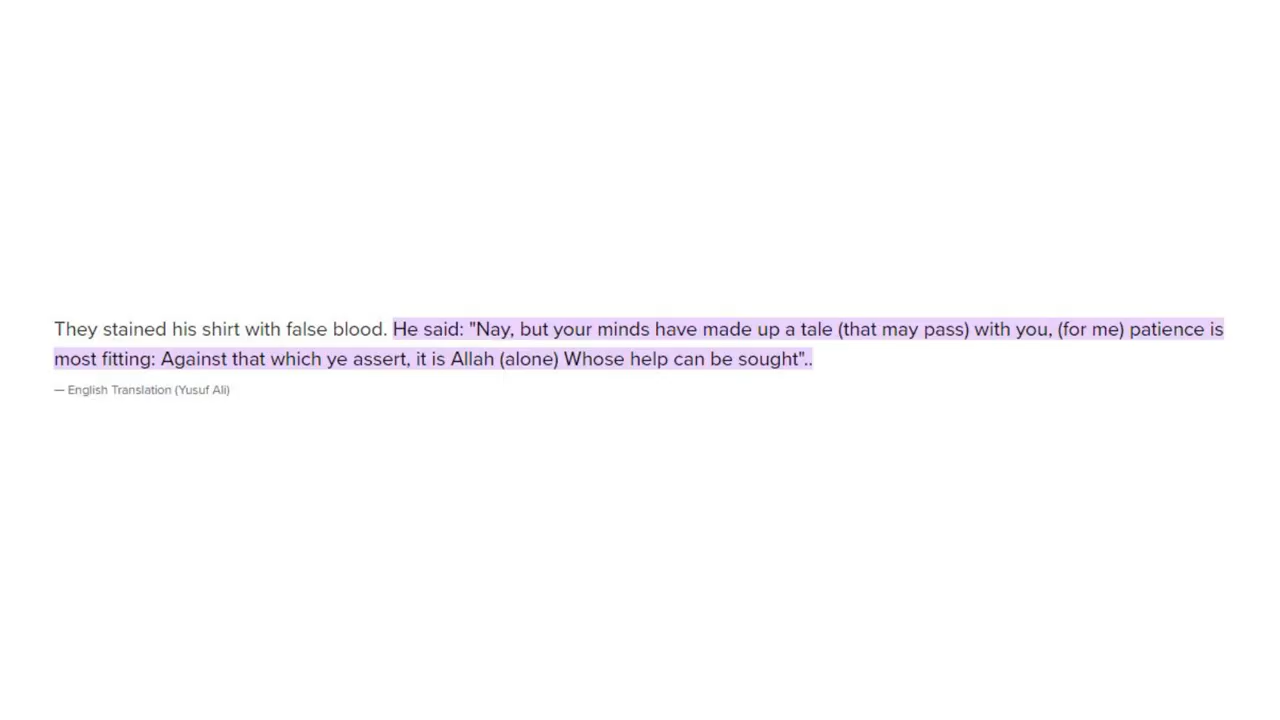 They stained his shirt with false blood. He said: "Nay, but your minds have made up a tale (that may pass) with you, (for me) patience is
most fitting: Against that which ye assert, it is Allah (alone) Whose help can be sought"..
— English Translation (Yusuf Ali)